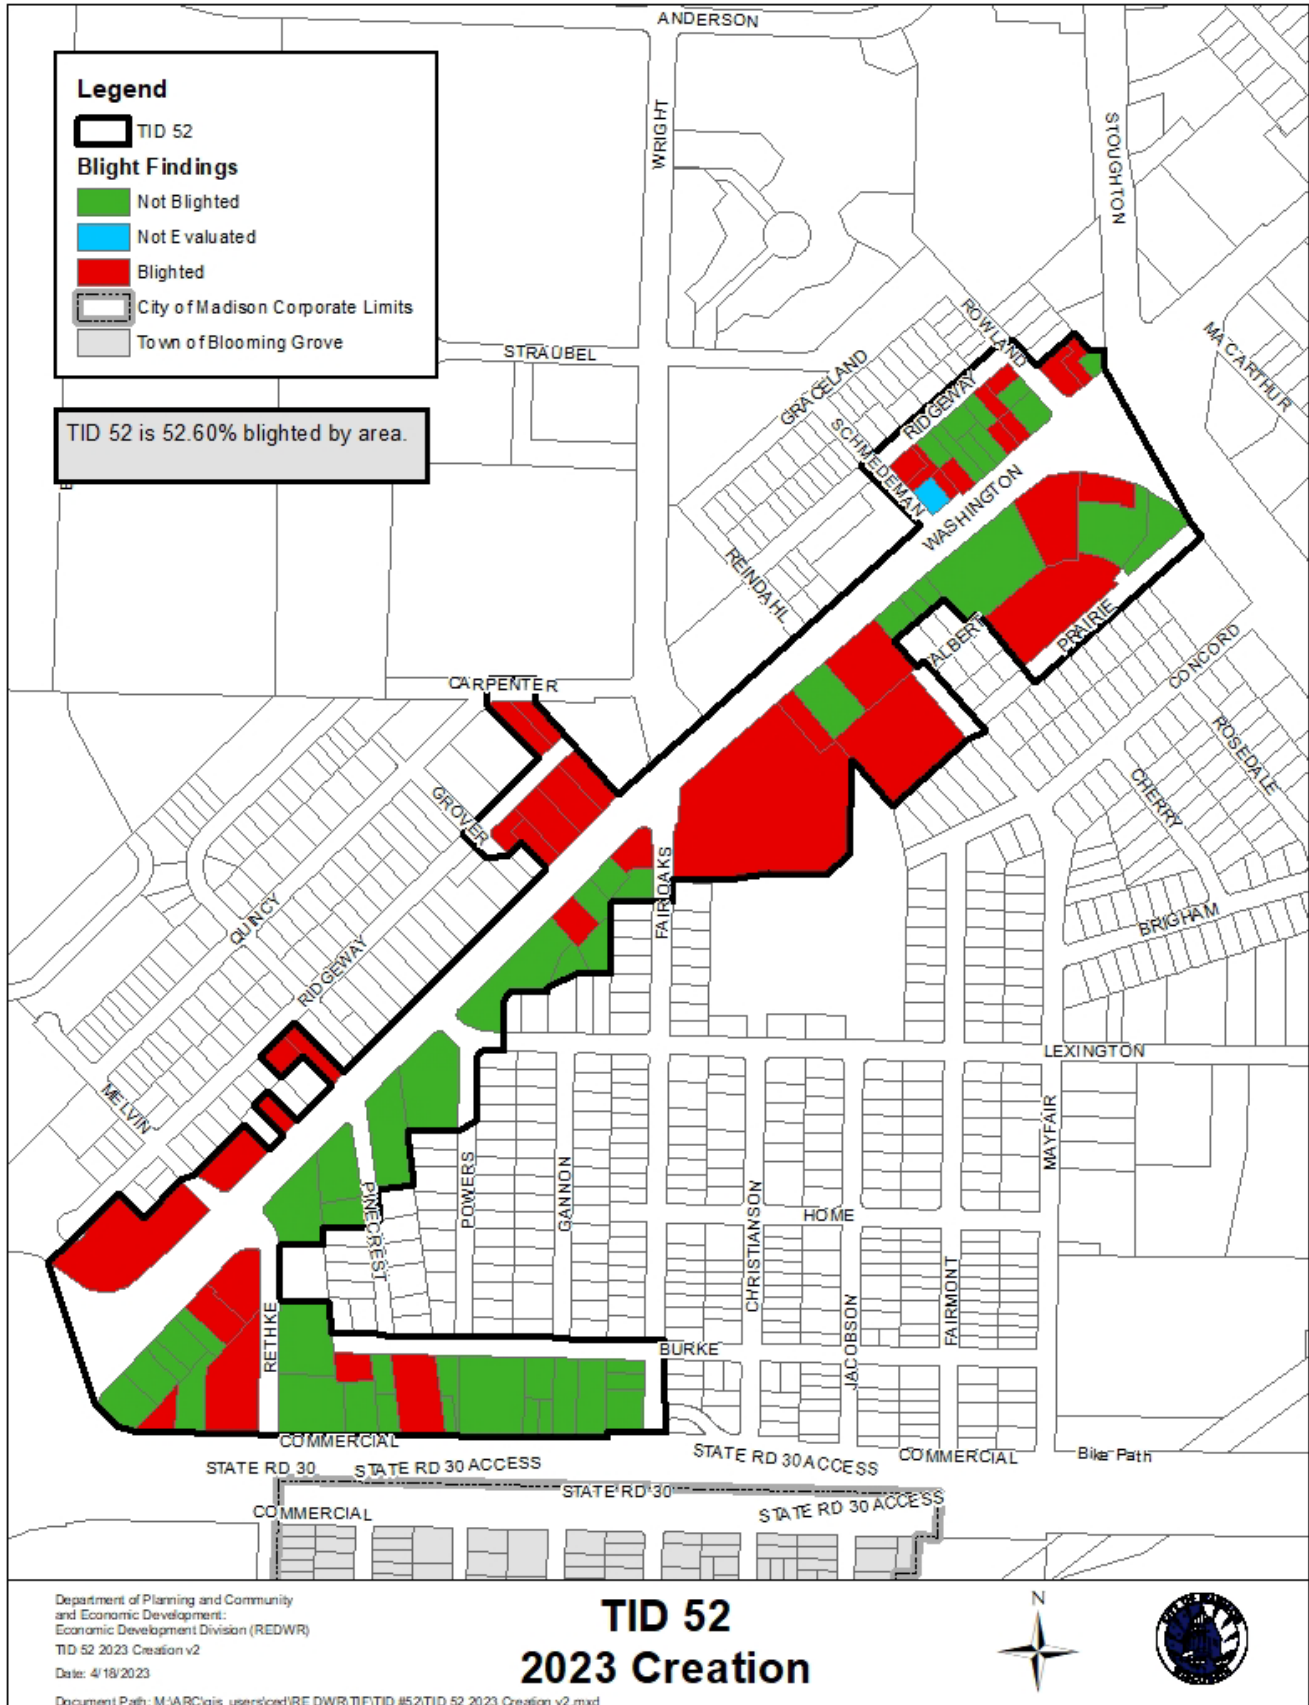 ANDERSON
Legend
TID 52
Blight Findings
Not Blighted
Not Evaluated
Blighted
City of Madison Corporate Limits
Town of Blooming Grove
TID 52 is 52.60% blighted by area.
WRIGHT
STOUGHTON
STRAUBEL
ROWLAND
MACARTHUR
GRACELAND
RIDGEWAY
SCHMEDEMAN
WASHINGTON
REINDAHL
ALBERT
PRAIRIE
CONCORD
CARPENTER
ROSEDALE
CHERRY
GROVER
FAIR OAKS
QUINCY
BRIGHAM
RIDGEWAY
LEXINGTON
MELVIN
MAYFAIR
PINECREST
POWERS
GANNON
CHRISTIANSON
HOME
RETHKE
JACOBSON
FAIRMONT
BURKE
COMMERCIAL
STATE RD 30 ACCESS
COMMERCIAL
Bike Path
STATE RD 30
STATE RD 30 ACCESS
STATE RD 30
STATE RD 30 ACCESS
COMMERCIAL
Department of Planning and Community
and Economic Development:
Economic Development Division (REDWR)
TID 52 2023 Creation v2
Date: 4/18/2023
TID 52
2023 Creation
N